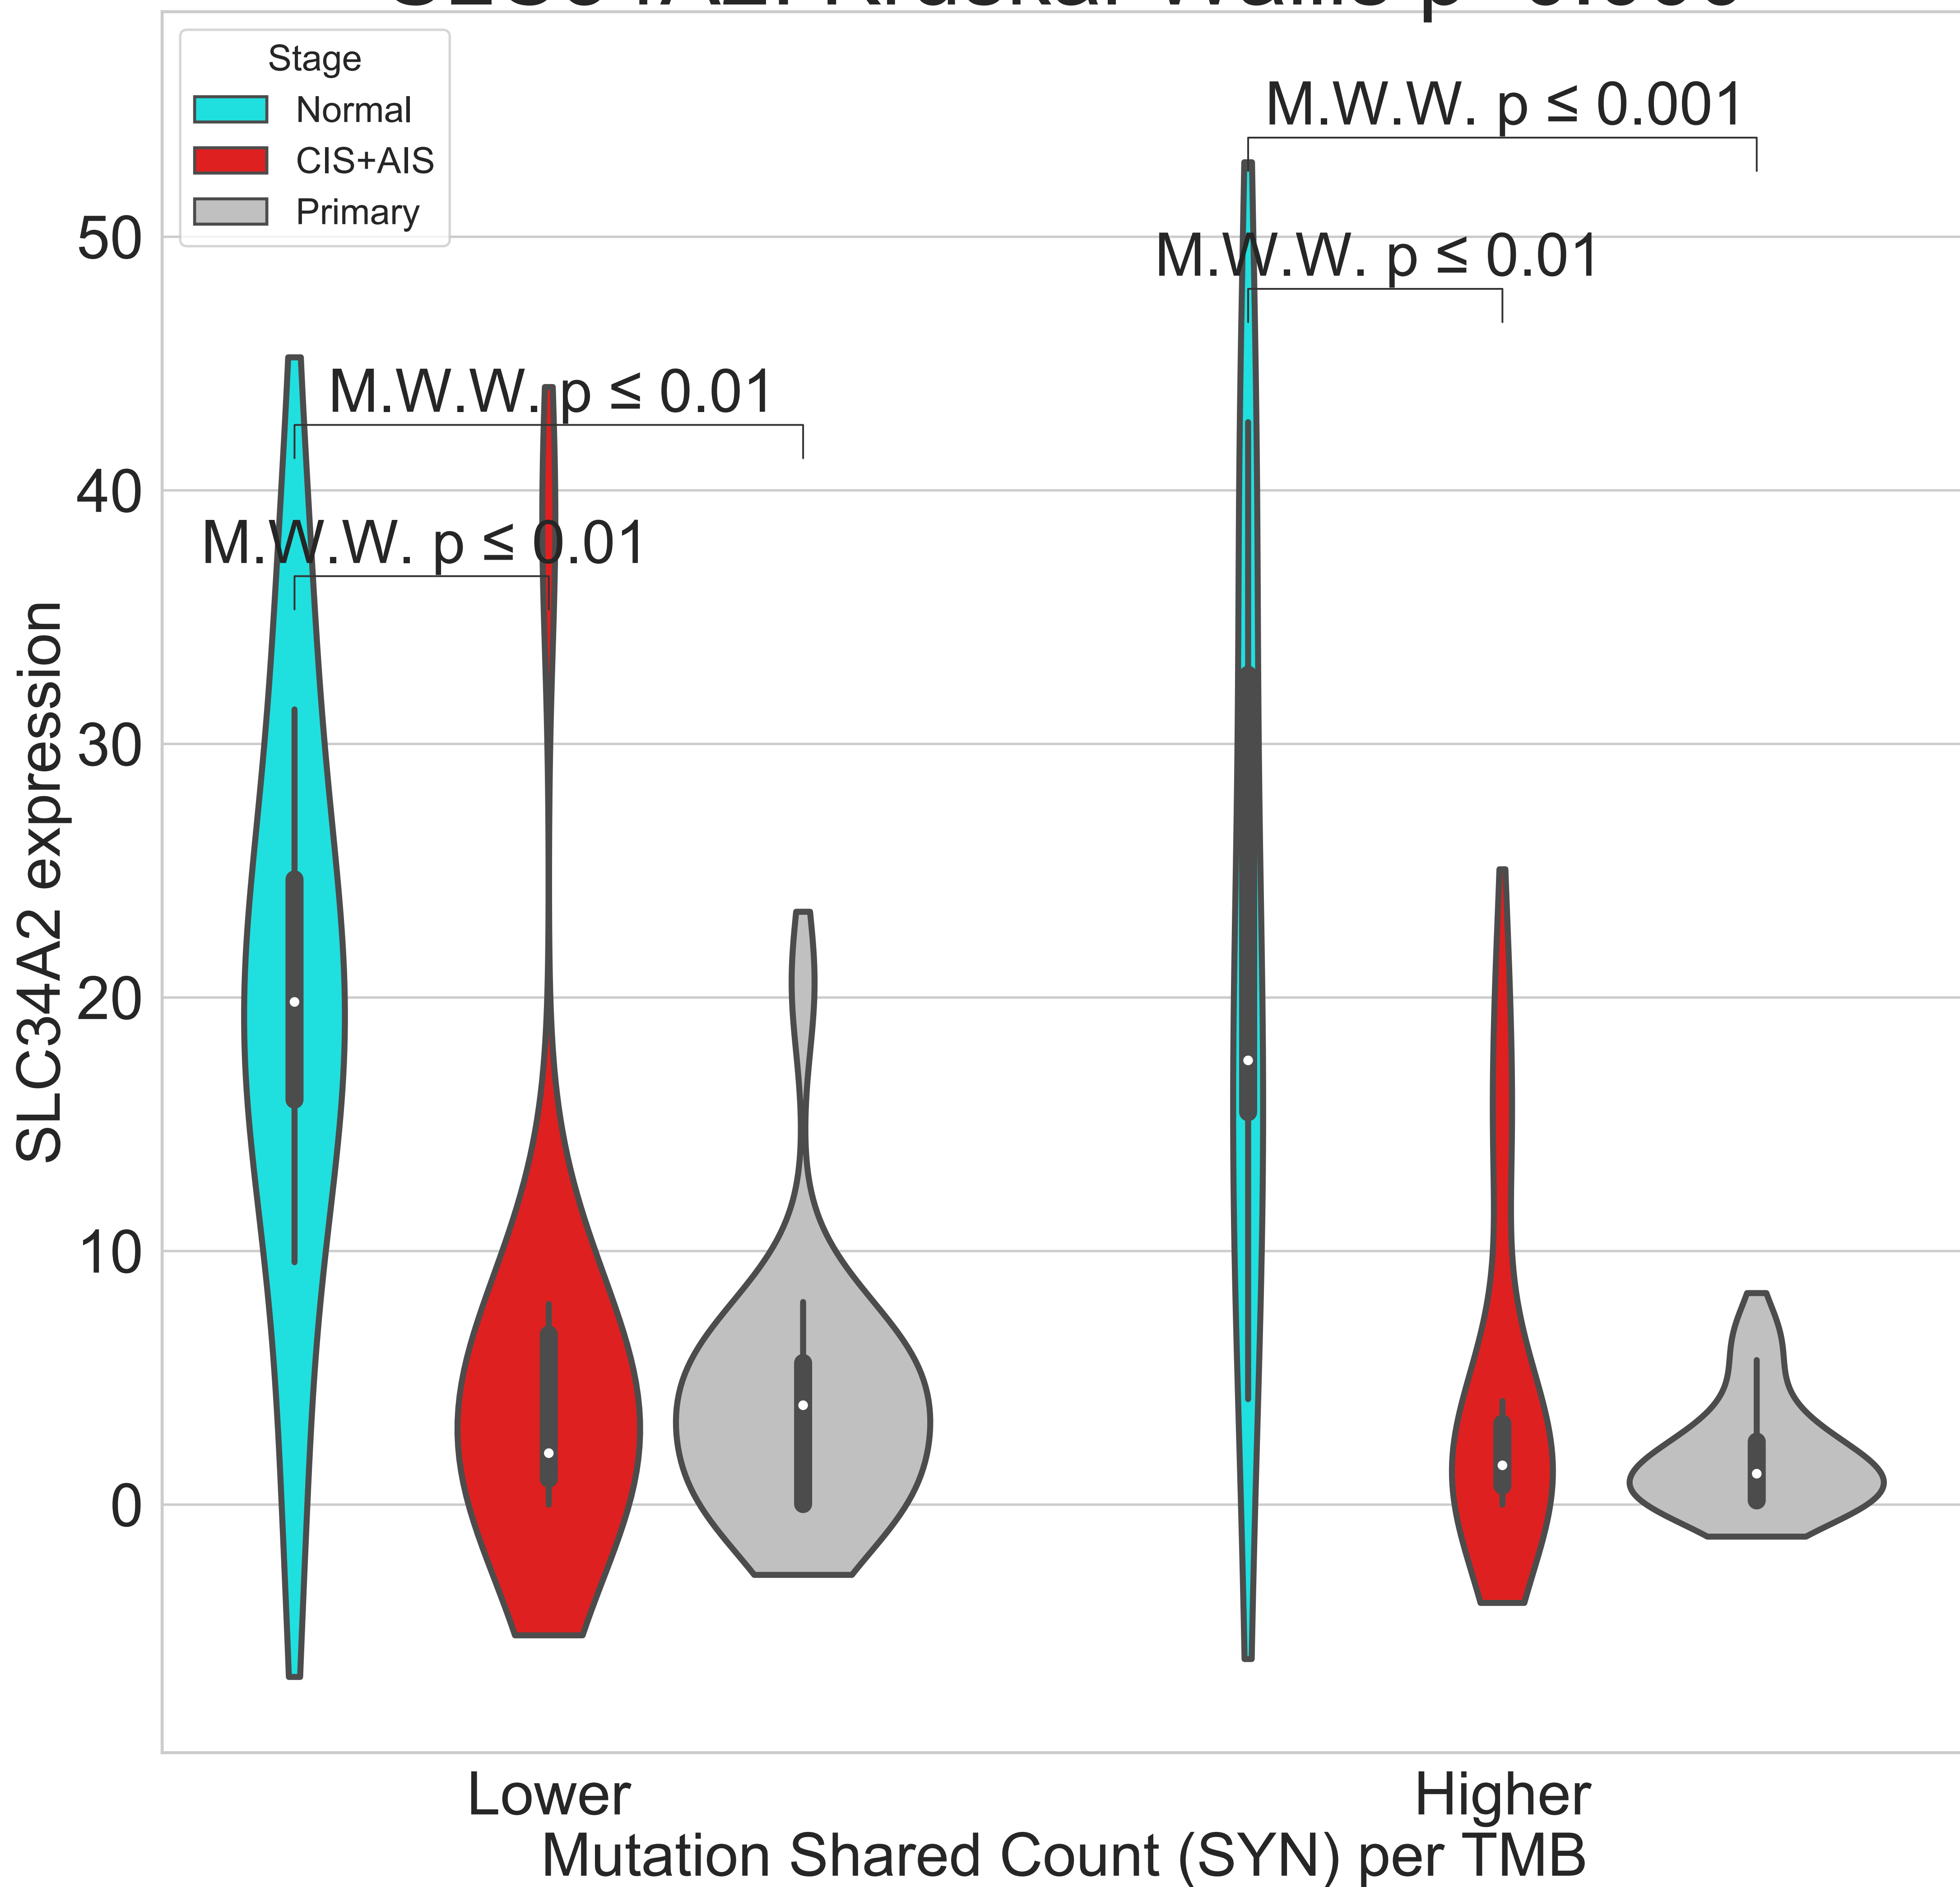 Stage
Normal
CIS+AIS
Primary
M.W.W. p ≤ 0.001
M.W.W. p ≤ 0.01
M.W.W. p ≤ 0.01
M.W.W. p ≤ 0.01
50
40
30
20
10
0
SLC34A2 expression
Lower
Higher
Mutation Shared Count (SYN) per TMB